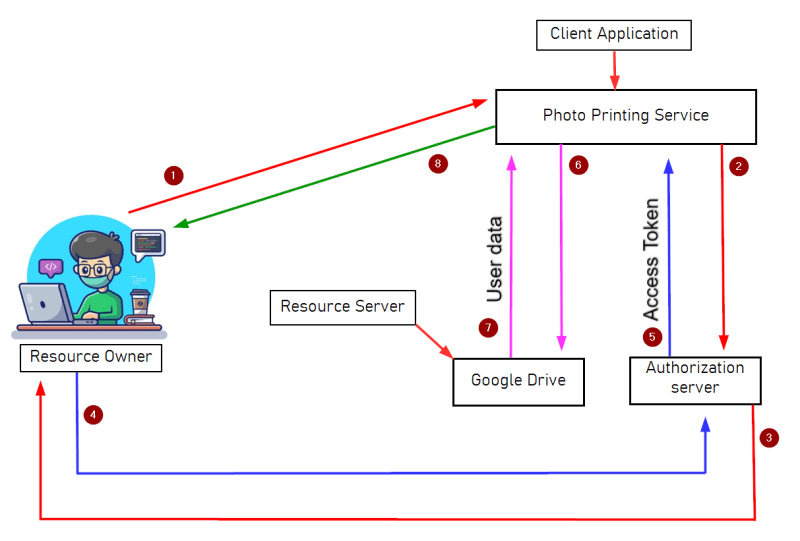 Client Application
Photo Printing Service
1
8
6
2
User data
Access Token
Resource Server
7
5
Resource Owner
Google Drive
Authorization
server
4
3